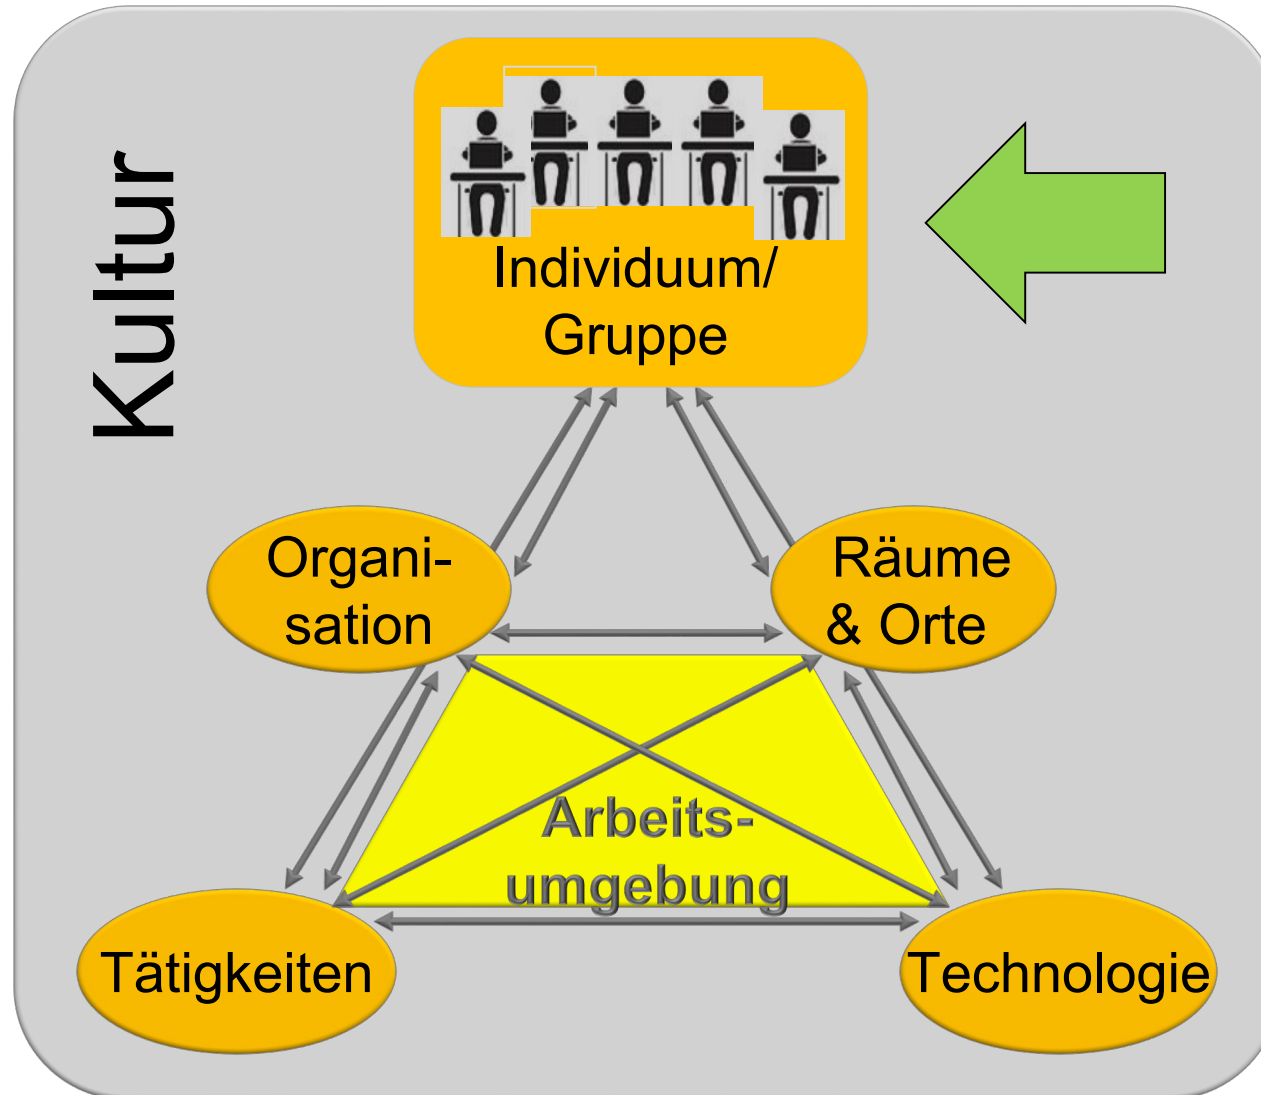 Kultur
Individuum/
Gruppe
Organi-
sation
Räume
& Orte
Arbeits-
umgebung
Tätigkeiten
Technologie